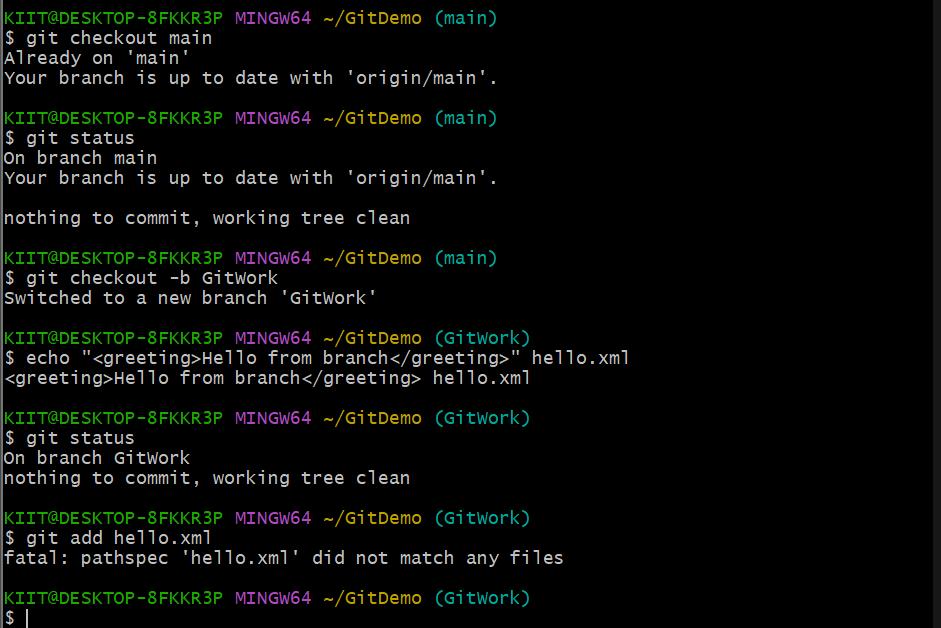 KIIT@DESKTOP-8FKKR3P MINGW64 ~/GitDemo (main)
$ git checkout main
Already on 'main'
Your branch is up to date with 'origin/main'.
KIIT@DESKTOP-8FKKR3P MINGW64 ~/GitDemo (main)
$ git status
On branch main
Your branch is up to date with 'origin/main'.
nothing to commit, working tree clean
KIIT@DESKTOP-8FKKR3P MINGW64 ~/GitDemo (main)
$ git checkout -b GitWork
Switched to a new branch 'GitWork'
KIIT@DESKTOP-8FKKR3P MINGW64 ~/GitDemo (GitWork)
$ echo "<greeting>Hello from branch</greeting>" hello.xml
<greeting>Hello from branch</greeting> hello.xml
KIIT@DESKTOP-8FKKR3P MINGW64 ~/GitDemo (GitWork)
$ git status
On branch GitWork
nothing to commit, working tree clean
KIIT@DESKTOP-8FKKR3P MINGW64 ~/GitDemo (GitWork)
$ git add hello.xml
fatal: pathspec 'hello.xml' did not match any files
KIIT@DESKTOP-8FKKR3P MINGW64 ~/GitDemo (GitWork)
$